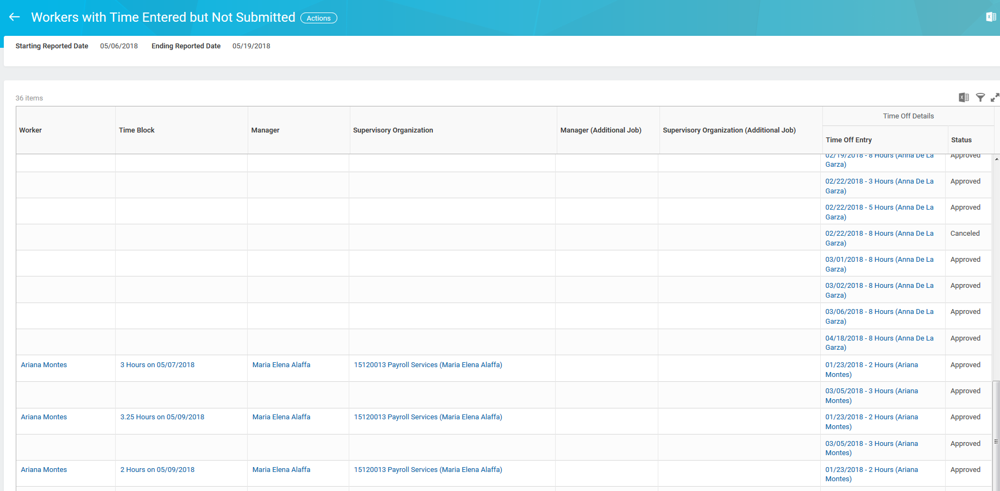 Workers with Time Entered but Not Submitted Actions
Starting Reported Date 05/06/2018 Ending Reported Date 05/19/2018
36 items
Time Off Details
Worker Time Block Manager Supervisory Organization Manager (Additional Job) Supervisory Organization (Additional Job)
Time Off Entry Status
02/19/2018 - 8 Hours (Anna De La Approved
Garza)
02/22/2018 - 3 Hours (Anna De La Approved
Garza)
02/22/2018 - 5 Hours (Anna De La Approved
Garza)
02/22/2018 - 8 Hours (Anna De La Canceled
Garza)
03/01/2018 - 8 Hours (Anna De La Approved
Garza)
03/02/2018 - 8 Hours (Anna De La Approved
Garza)
03/06/2018 - 8 Hours (Anna De La Approved
Garza)
04/18/2018 - 8 Hours (Anna De La Approved
Garza)
Ariana Montes 3 Hours on 05/07/2018 Maria Elena Alaffa 15120013 Payroll Services (Maria Elena Alaffa) 01/23/2018 - 2 Hours (Ariana Approved
Montes)
03/05/2018 - 3 Hours (Ariana Approved
Montes)
Ariana Montes 3.25 Hours on 05/09/2018 Maria Elena Alaffa 15120013 Payroll Services (Maria Elena Alaffa) 01/23/2018 - 2 Hours (Ariana Approved
Montes)
03/05/2018 - 3 Hours (Ariana Approved
Montes)
Ariana Montes 2 Hours on 05/09/2018 Maria Elena Alaffa 15120013 Payroll Services (Maria Elena Alaffa) 01/23/2018 - 2 Hours (Ariana Approved
Montes)